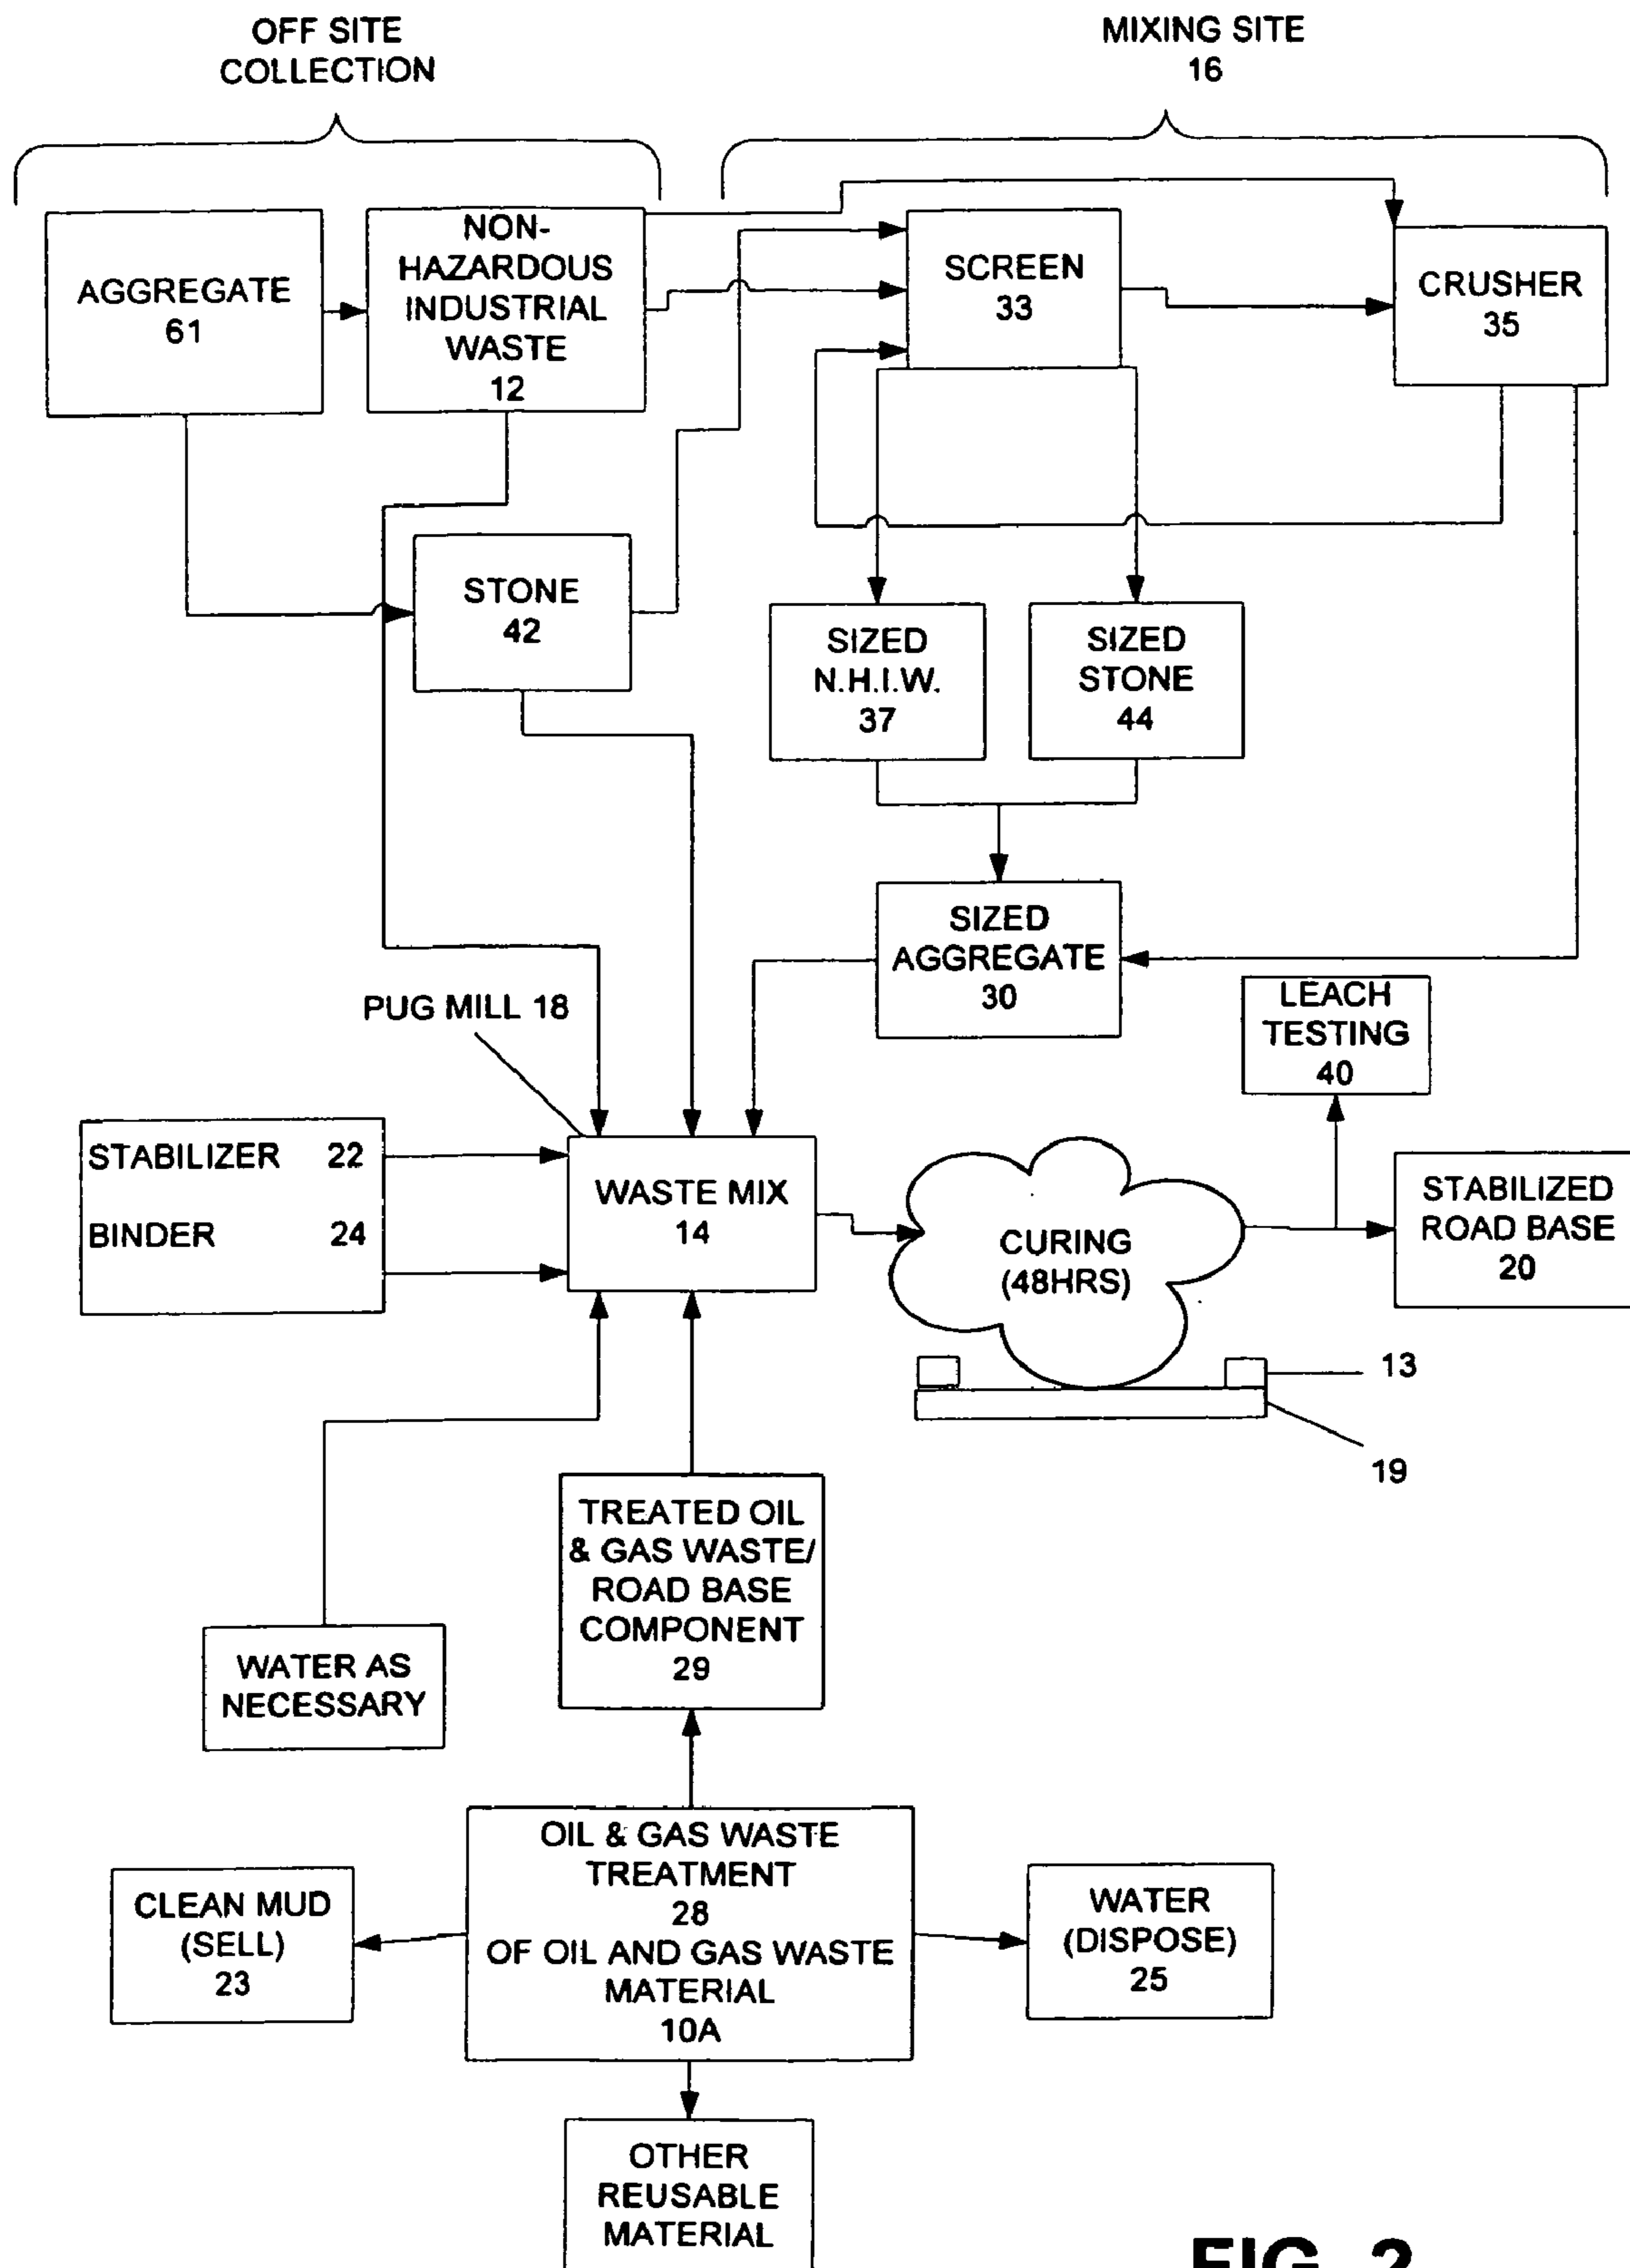 OFF SITE
COLLECTION
MIXING SITE
16
AGGREGATE
61
NON-
HAZARDOUS
INDUSTRIAL
WASTE
12
SCREEN
33
CRUSHER
35
STONE
42
SIZED
N.H.I.W.
37
SIZED
STONE
44
SIZED
AGGREGATE
30
PUG MILL 18
LEACH
TESTING
40
STABILIZER 22
BINDER 24
WASTE MIX
14
CURING
(48HRS)
STABILIZED
ROAD BASE
20
13
19
TREATED OIL
& GAS WASTE/
ROAD BASE
COMPONENT
29
WATER AS
NECESSARY
OIL & GAS WASTE
TREATMENT
28
OF OIL AND GAS WASTE
MATERIAL
10A
CLEAN MUD
(SELL)
23
WATER
(DISPOSE)
25
OTHER
REUSABLE
MATERIAL
FIG. 2